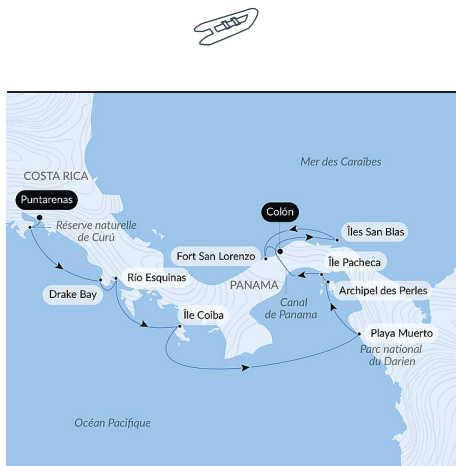 Mer des Caraïbes
COSTA RICA
Puntarenas
Colón
Réserve naturelle
de Curú
Îles San Blas
Fort San Lorenzo
Île Pacheca
Río Esquinas
PANAMA
Archipel des Perles
Drake Bay
Canal
de Panama
Île Coiba
Playa Muerto
Parc national
du Darien
Océan Pacifique